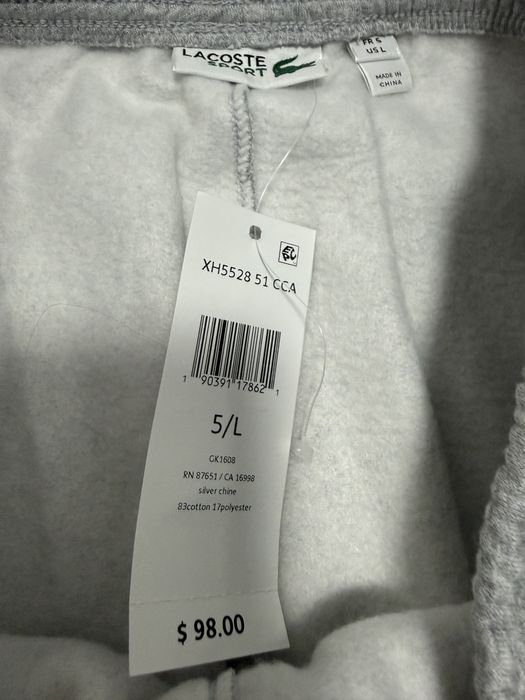 LACOSTE
SPORT
FR 5
US L
MADE IN
CHINA
XH5528 51 CCA
1 90391 17862 1
5/L
GK1608
RN 87651 / CA 16998
silver chine
83cotton 17polyester
$ 98.00